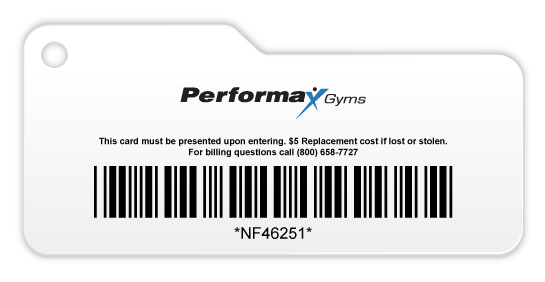 Performax Gyms
This card must be presented upon entering. $5 Replacement cost if lost or stolen.
For billing questions call (800) 658-7727
*NF46251*